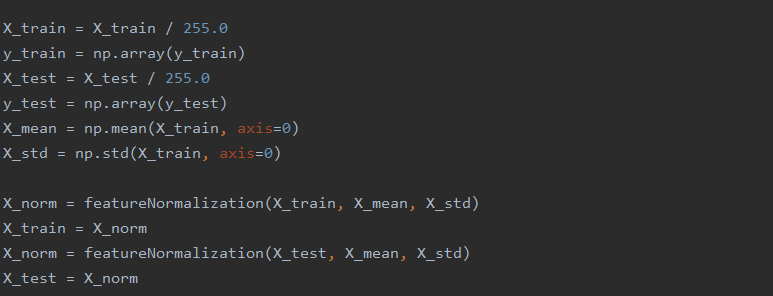 X_train = X_train / 255.0
y_train = np.array(y_train)
X_test = X_test / 255.0
y_test = np.array(y_test)
X_mean = np.mean(X_train, axis=0)
X_std = np.std(X_train, axis=0)
X_norm = featureNormalization(X_train, X_mean, X_std)
X_train = X_norm
X_norm = featureNormalization(X_test, X_mean, X_std)
X_test = X_norm